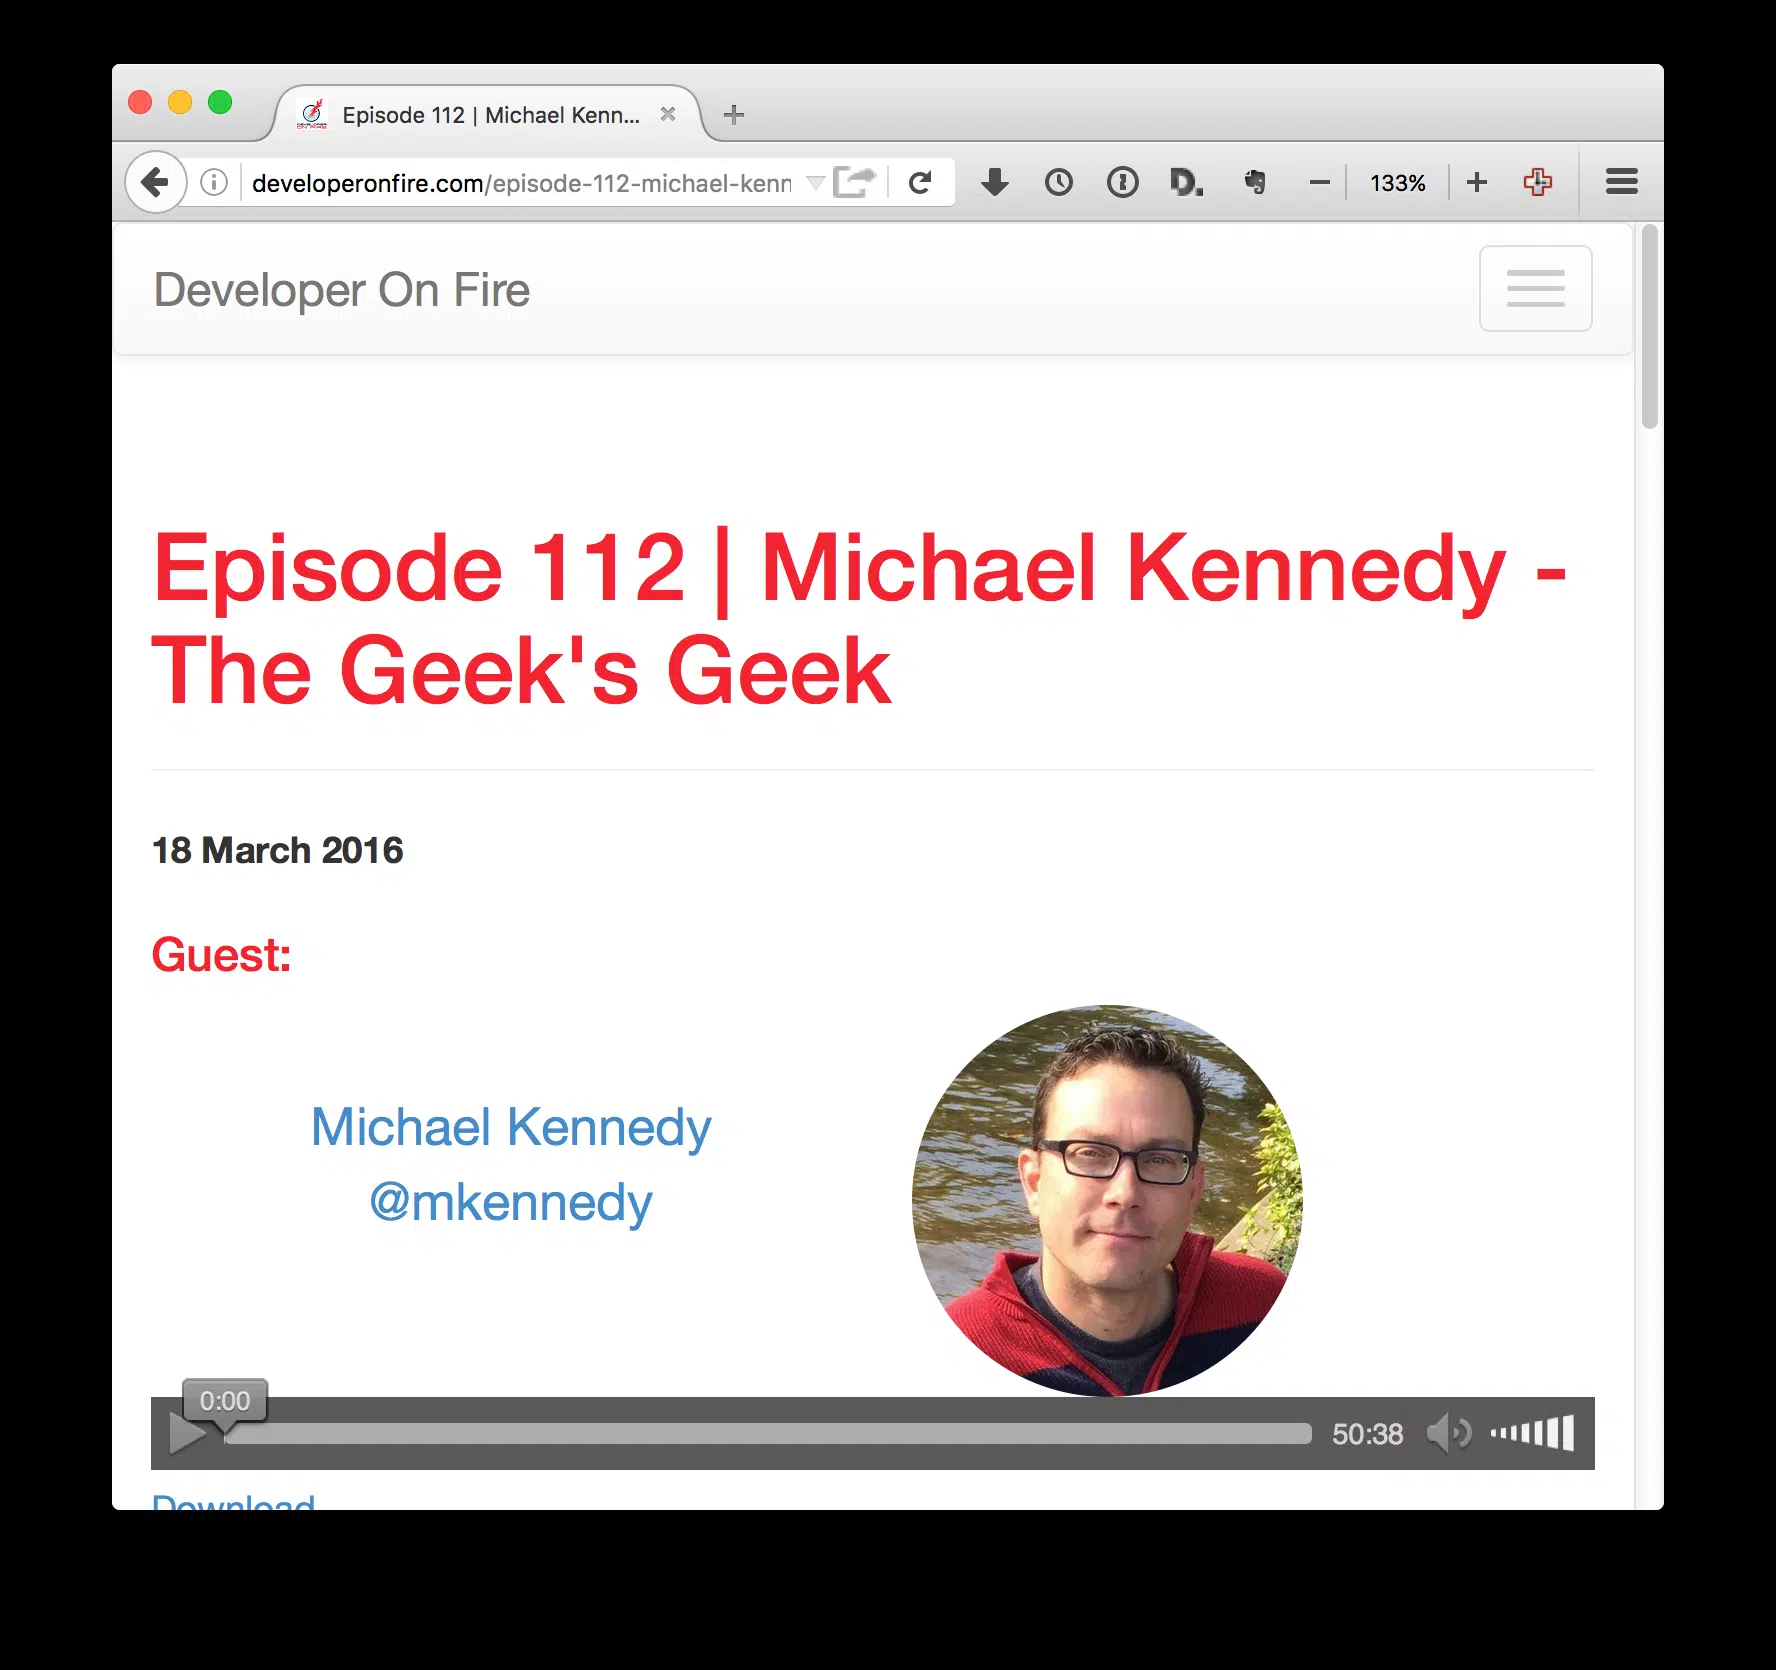 Episode 112 | Michael Kenn...
developeronfire.com/episode-112-michael-kenn
D.
133%
Developer On Fire
Episode 112 | Michael Kennedy -
The Geek's Geek
18 March 2016
Guest:
Michael Kennedy
@mkennedy
0:00
50:38
Download